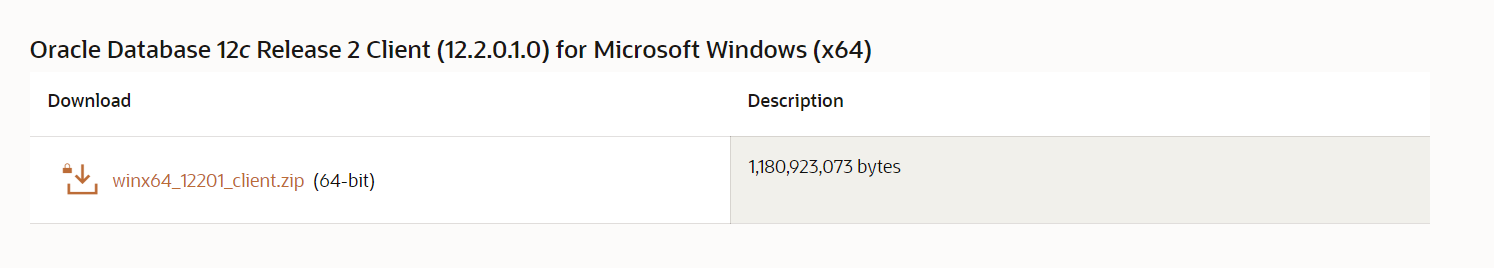 Oracle Database 12c Release 2 Client (12.2.0.1.0) for Microsoft Windows (x64)
Download Description
winx64_12201_client.zip (64-bit) 1,180,923,073 bytes